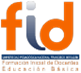 fid
Formación Inicial de Docentes
Educación Básica